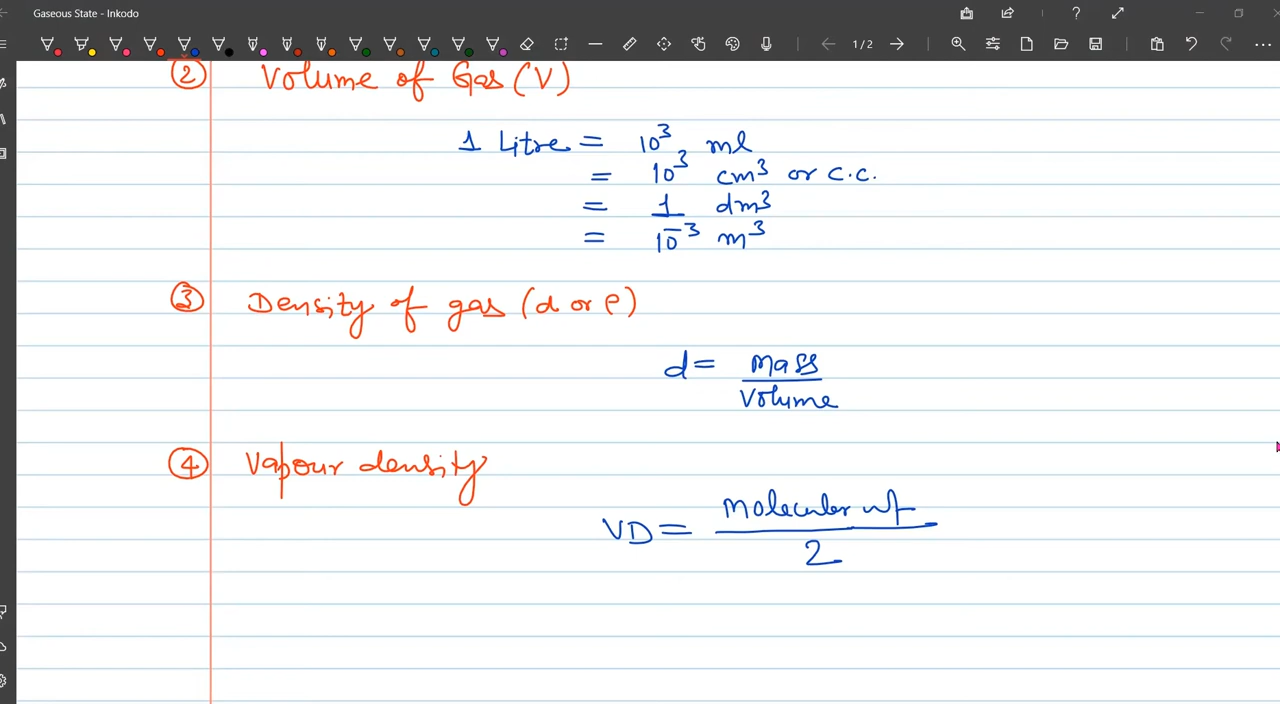 Gaseous State - Inkodo
1/2
② Volume of Gas (V)
1 Litre = 10³ ml
= 10³ cm³ or c.c.
= 1 dm³
= 10⁻³ m³
③ Density of gas (d or ρ)
d = Mass
Volume
④ Vapour density
VD = Molecular wt
2